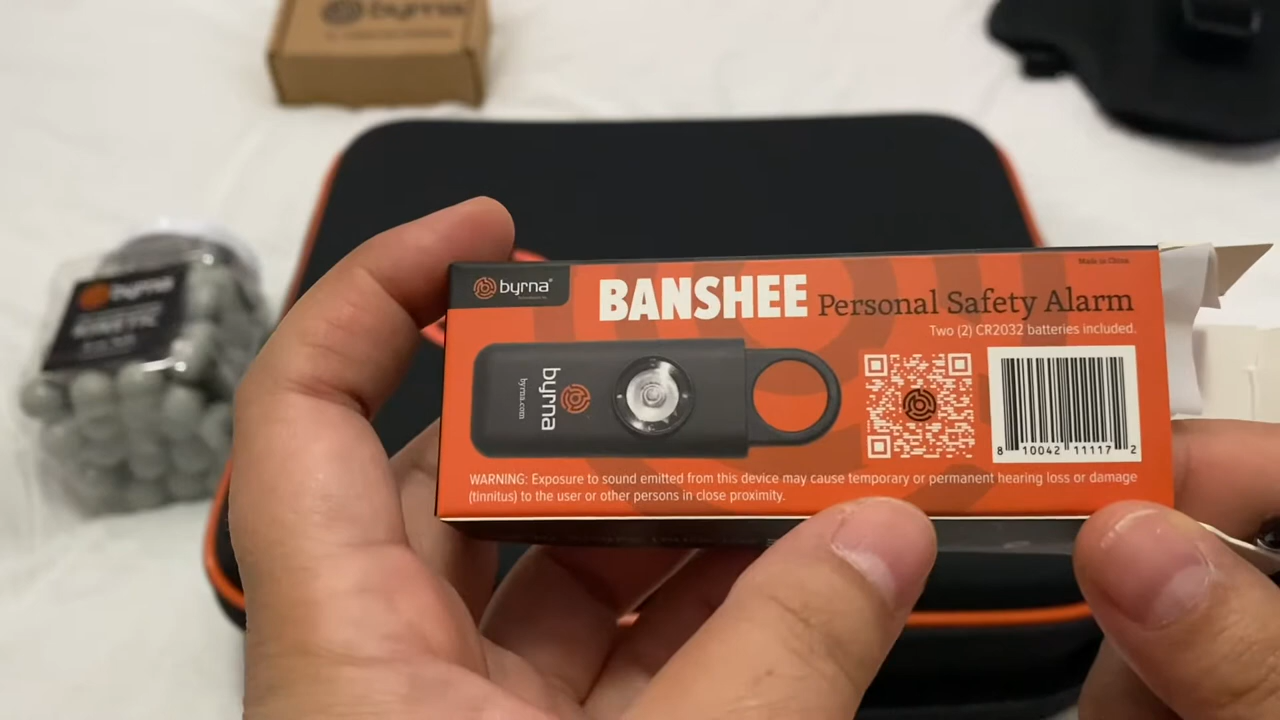 byrna
byrna
KINETIC
byrna®
BANSHEE Personal Safety Alarm
Made in China
Two (2) CR2032 batteries included.
byrna
byrna.com
8 10042 11117 2
WARNING: Exposure to sound emitted from this device may cause temporary or permanent hearing loss or damage
(tinnitus) to the user or other persons in close proximity.